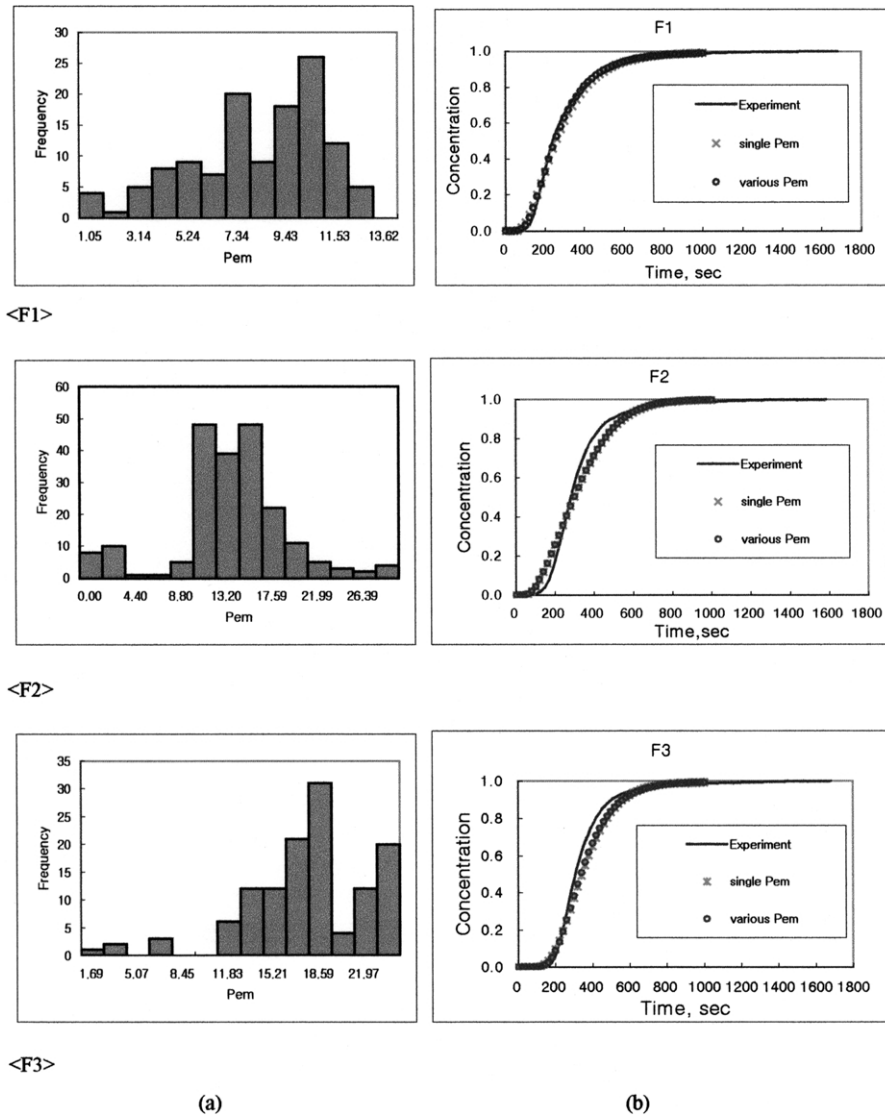 30
25
20
15
10
5
0
Frequency
1.05 3.14 5.24 7.34 9.43 11.53 13.62
Pem
F1
1.0
0.8
0.6
0.4
0.2
0.0
Concentration
Experiment
single Pem
various Pem
0 200 400 600 800 1000 1200 1400 1600 1800
Time, sec
<F1>
60
50
40
30
20
10
0
Frequency
0.00 4.40 8.80 13.20 17.59 21.99 26.39
Pem
F2
1.0
0.8
0.6
0.4
0.2
0.0
Concentration
Experiment
single Pem
various Pem
0 200 400 600 800 1000 1200 1400 1600 1800
Time,sec
<F2>
35
30
25
20
15
10
5
0
Frequency
1.69 5.07 8.45 11.83 15.21 18.59 21.97
Pem
F3
1.0
0.8
0.6
0.4
0.2
0.0
Concentration
Experiment
single Pem
various Pem
0 200 400 600 800 1000 1200 1400 1600 1800
Time, sec
<F3>
(a) (b)